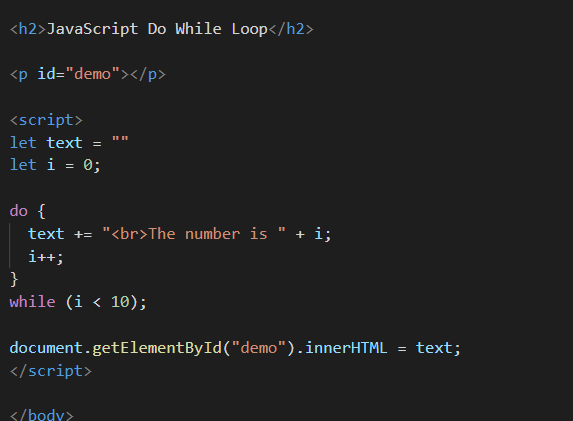 <h2>JavaScript Do While Loop</h2>
<p id="demo"></p>
<script>
let text = ""
let i = 0;
do {
text += "<br>The number is " + i;
i++;
}
while (i < 10);
document.getElementById("demo").innerHTML = text;
</script>
</body>